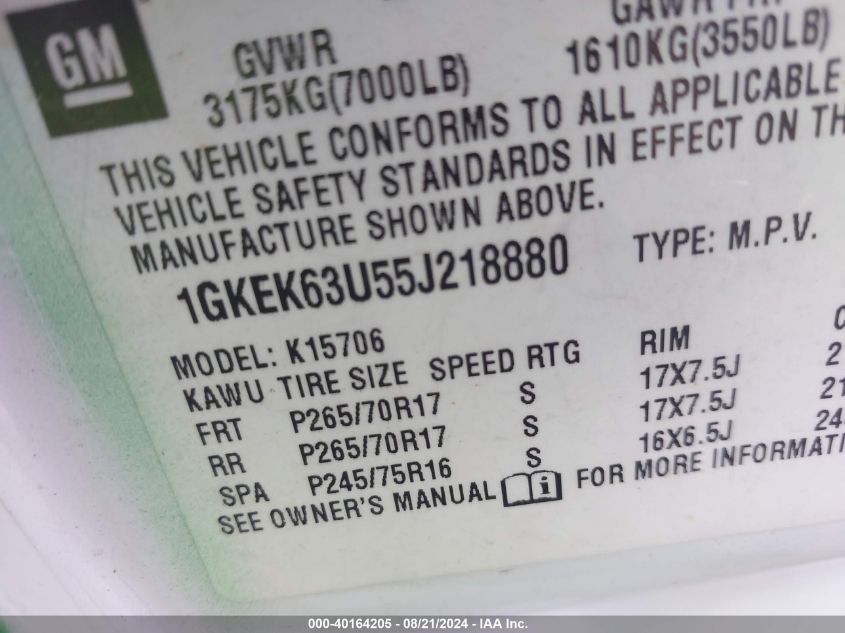 GM
GVWR GAWR FRT
3175KG(7000LB) 1610KG(3550LB)
THIS VEHICLE CONFORMS TO ALL APPLICABLE
VEHICLE SAFETY STANDARDS IN EFFECT ON
MANUFACTURE SHOWN ABOVE.
1GKEK63U55J218880 TYPE: M.P.V.
MODEL: K15706
KAWU TIRE SIZE SPEED RTG RIM
FRT P265/70R17 S 17X7.5J
RR P265/70R17 S 17X7.5J
SPA P245/75R16 S 16X6.5J
SEE OWNER'S MANUAL i FOR MORE
000-40164205 - 08/21/2024 - IAA Inc.